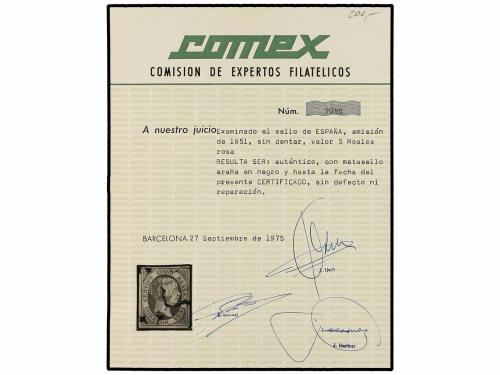 200,-
comex
COMISION DE EXPERTOS FILATELICOS
Núm. 7055
A nuestro juicio Examinado el sello de ESPAÑA, emisión
de 1851, sin dentar, valor 5 Reales
rosa
RESULTA SER: auténtico, con matasello
araña en negro y hasta la fecha del
presente CERTIFICADO, sin defecto ni
reparación.
BARCELONA 27 Septiembre de 1975